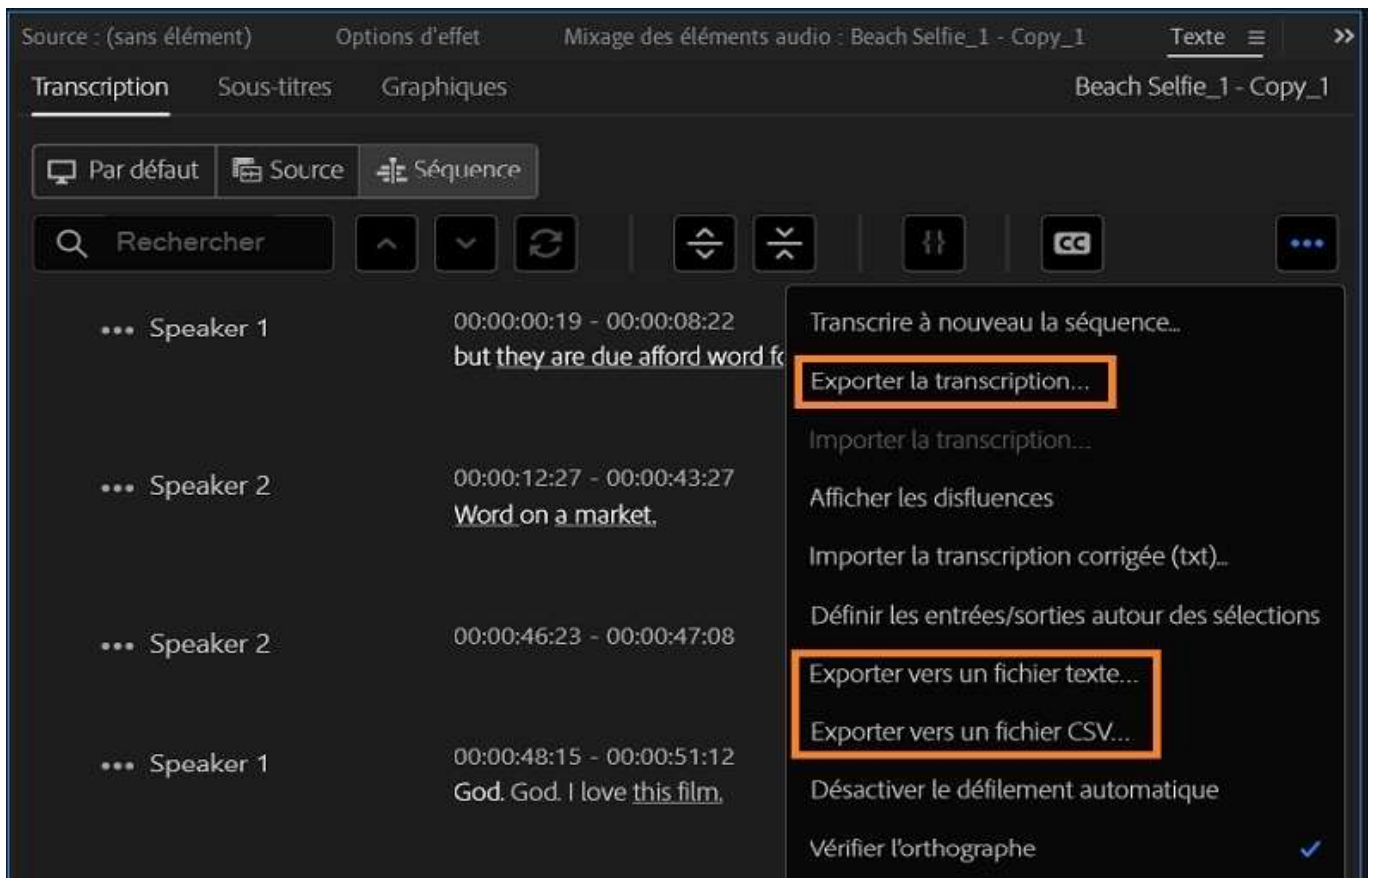 Source : (sans élément) Options d'effet Mixage des éléments audio : Beach Selfie_1 - Copy_1 Texte
Transcription Sous-titres Graphiques Beach Selfie_1 - Copy_1
Par défaut Source Séquence
Rechercher CC
Speaker 1 00:00:00:19 - 00:00:08:22
but they are due afford word fo
Speaker 2 00:00:12:27 - 00:00:43:27
Word on a market.
Speaker 2 00:00:46:23 - 00:00:47:08
Speaker 1 00:00:48:15 - 00:00:51:12
God. God. I love this film.
Transcrire à nouveau la séquence...
Exporter la transcription...
Importer la transcription...
Afficher les disfluences
Importer la transcription corrigée (txt)...
Définir les entrées/sorties autour des sélections
Exporter vers un fichier texte...
Exporter vers un fichier CSV...
Désactiver le défilement automatique
Vérifier l'orthographe